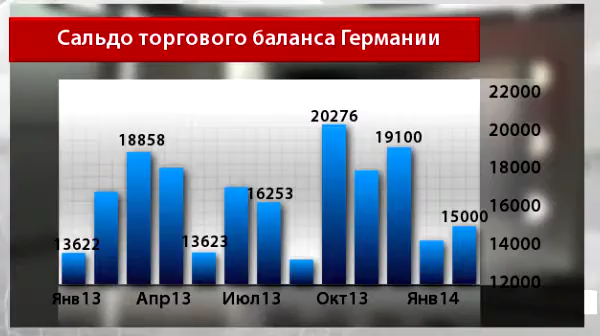 Сальдо торгового баланса Германии
22000
20276
20000
18858
19100
18000
16253
16000
15000
13622
13623
14000
12000
Янв13
Апр13
Июл13
Окт13
Янв14